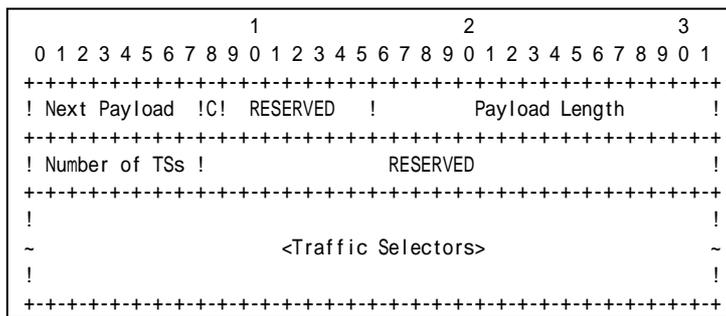 1                   2                   3
 0 1 2 3 4 5 6 7 8 9 0 1 2 3 4 5 6 7 8 9 0 1 2 3 4 5 6 7 8 9 0 1
+-+-+-+-+-+-+-+-+-+-+-+-+-+-+-+-+-+-+-+-+-+-+-+-+-+-+-+-+-+-+-+-+
! Next Payload  !C!  RESERVED   !         Payload Length        !
+-+-+-+-+-+-+-+-+-+-+-+-+-+-+-+-+-+-+-+-+-+-+-+-+-+-+-+-+-+-+-+-+
! Number of TSs !                 RESERVED                      !
+-+-+-+-+-+-+-+-+-+-+-+-+-+-+-+-+-+-+-+-+-+-+-+-+-+-+-+-+-+-+-+-+
!                                                               !
~                       <Traffic Selectors>                     ~
!                                                               !
+-+-+-+-+-+-+-+-+-+-+-+-+-+-+-+-+-+-+-+-+-+-+-+-+-+-+-+-+-+-+-+-+